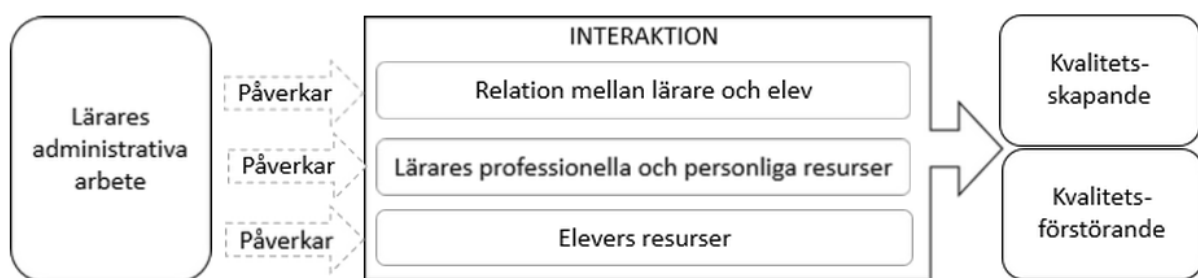 Lärares
administrativa
arbete
Påverkar
Påverkar
Påverkar
INTERAKTION
Relation mellan lärare och elev
Lärares professionella och personliga resurser
Elevers resurser
Kvalitets-
skapande
Kvalitets-
förstörande